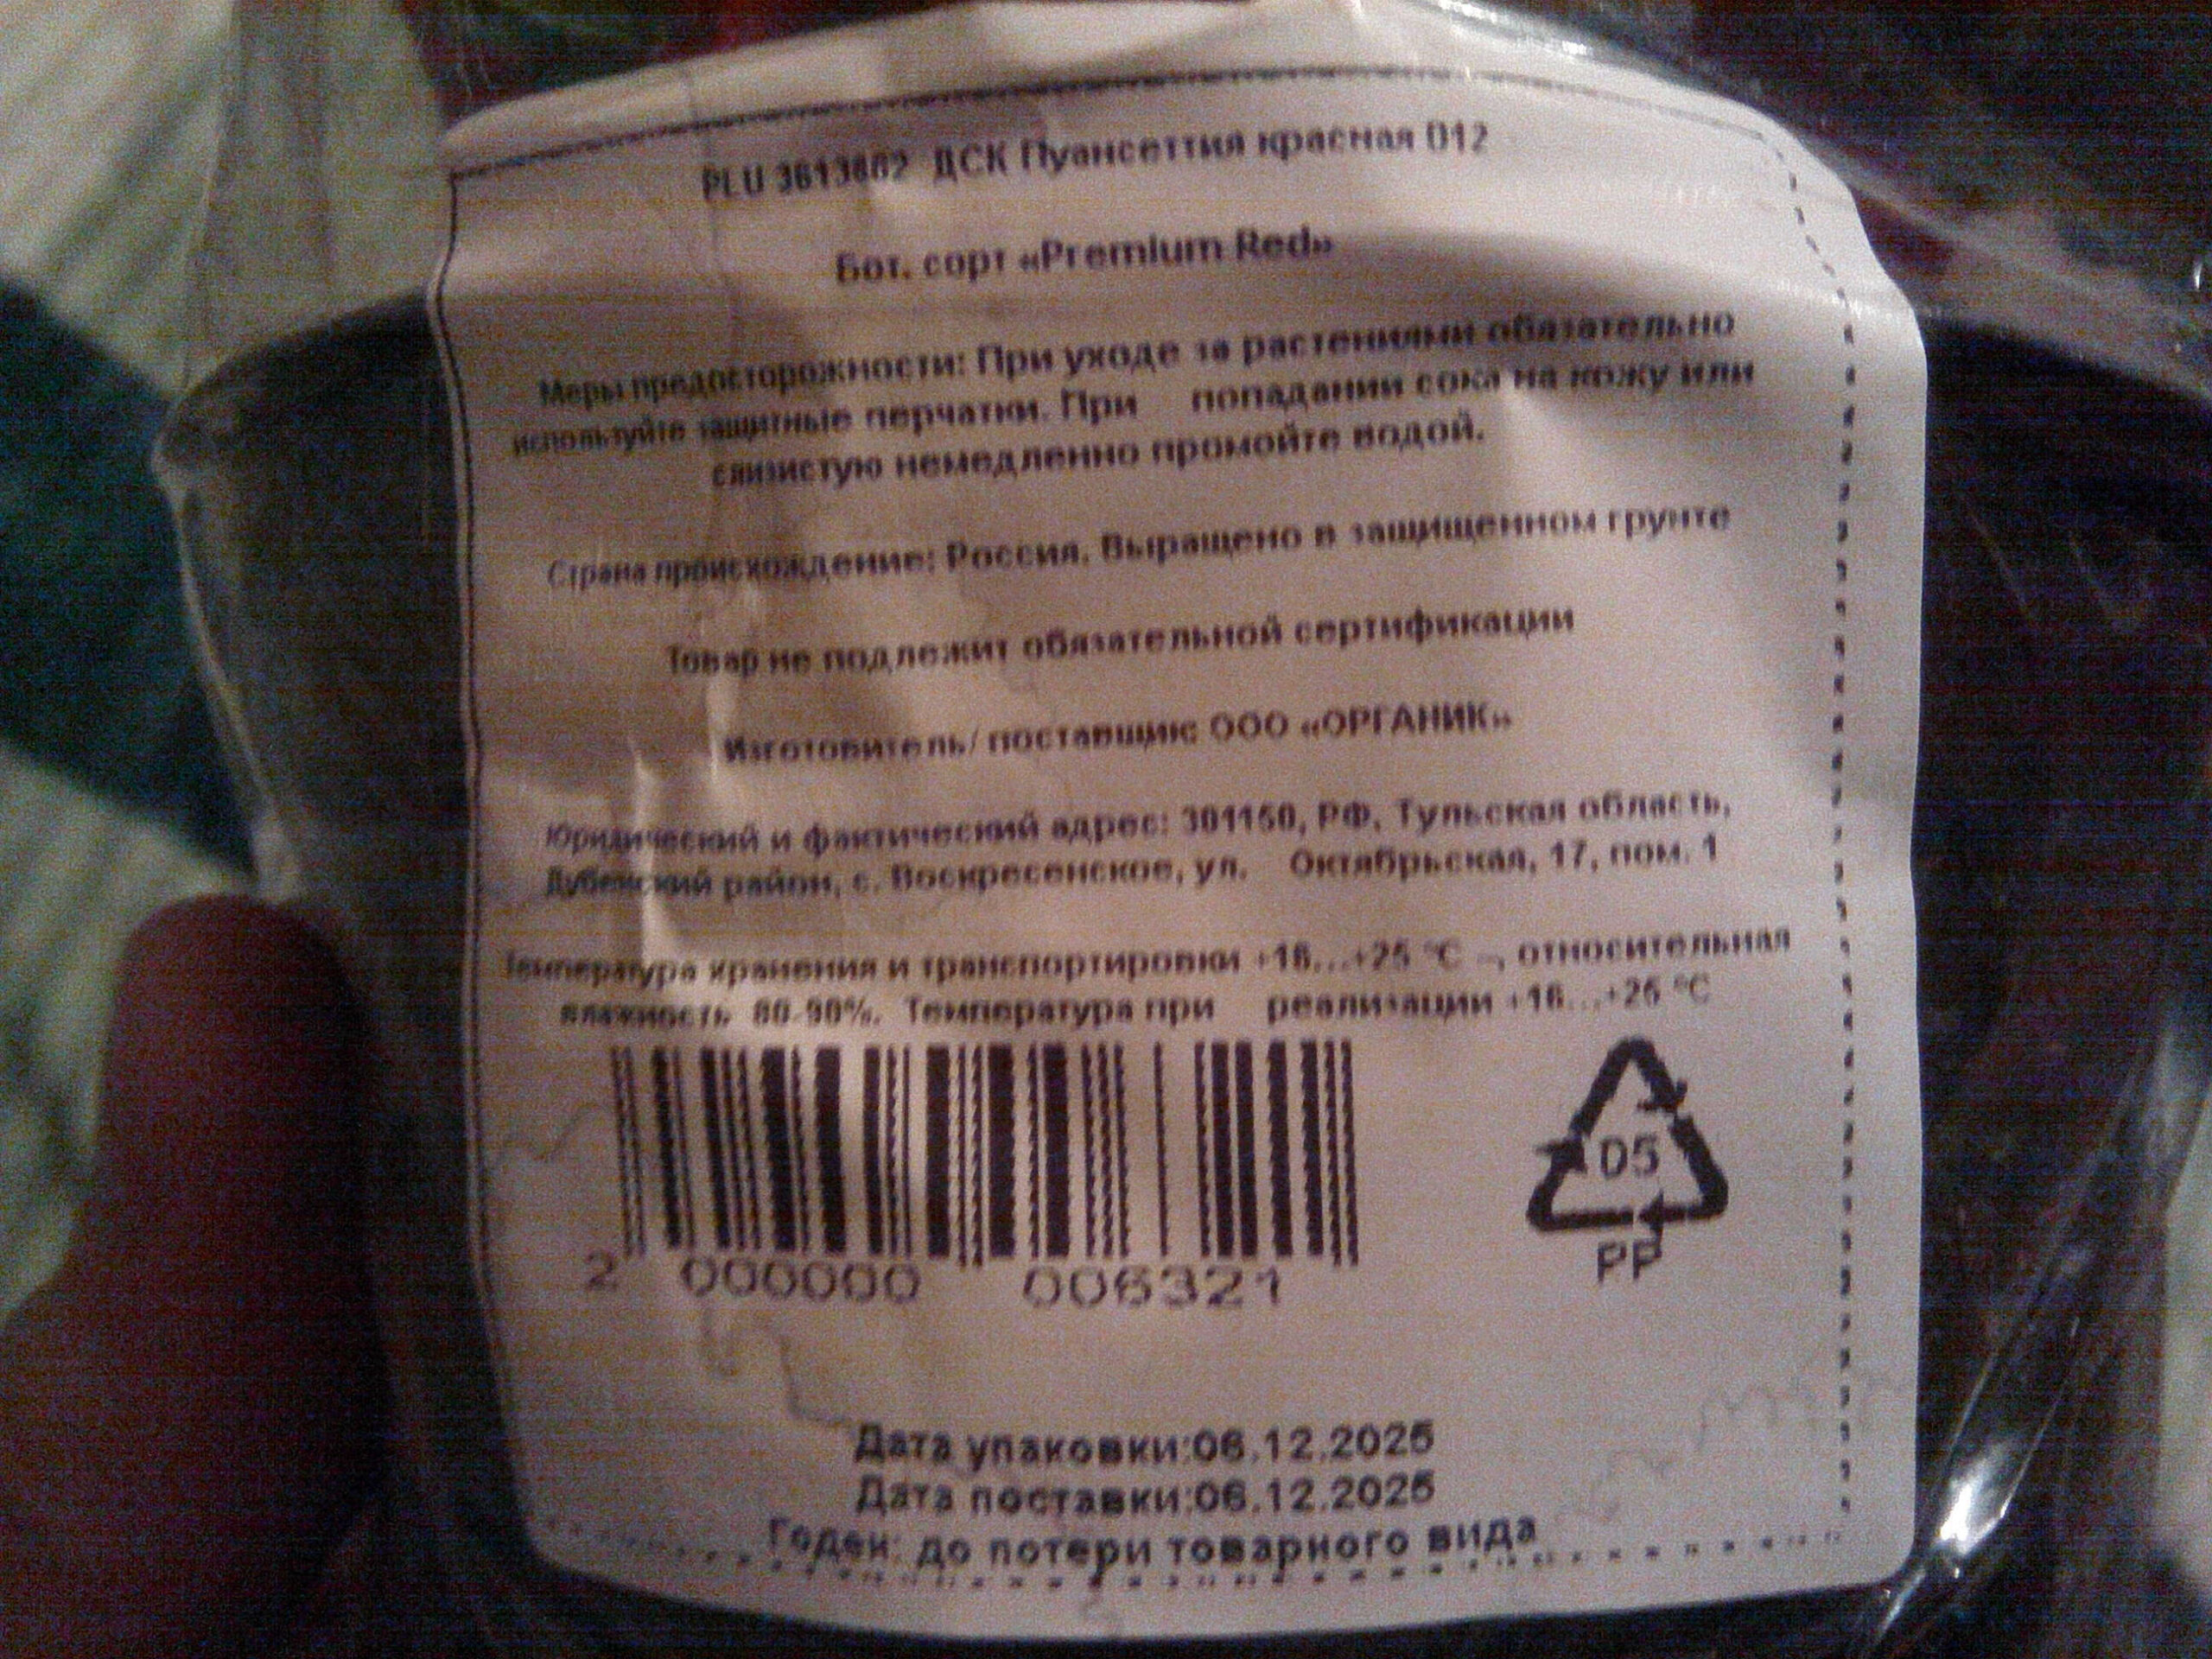 PLU 3613662 ДСК Пуансеттия красная D12
Бот. сорт «Premium Red»
Меры предосторожности: При уходе за растениями обязательно
используйте защитные перчатки. При попадании сока на кожу или
слизистую немедленно промойте водой.
Страна происхождение: Россия. Выращено в защищенном грунте
Товар не подлежит обязательной сертификации
Изготовитель/ поставщик ООО «ОРГАНИК»
Юридический и фактический адрес: 301160, РФ, Тульская область,
Дубенский район, с. Воскресенское, ул. Октябрьская, 17, пом. 1
Температура хранения и транспортировки +16...+25 °C -, относительная
влажность 80-90%. Температура при реализации +16...+25 °C
2 000000 006321
05
PP
Дата упаковки:06.12.2025
Дата поставки:06.12.2025
Годен: до потери товарного вида